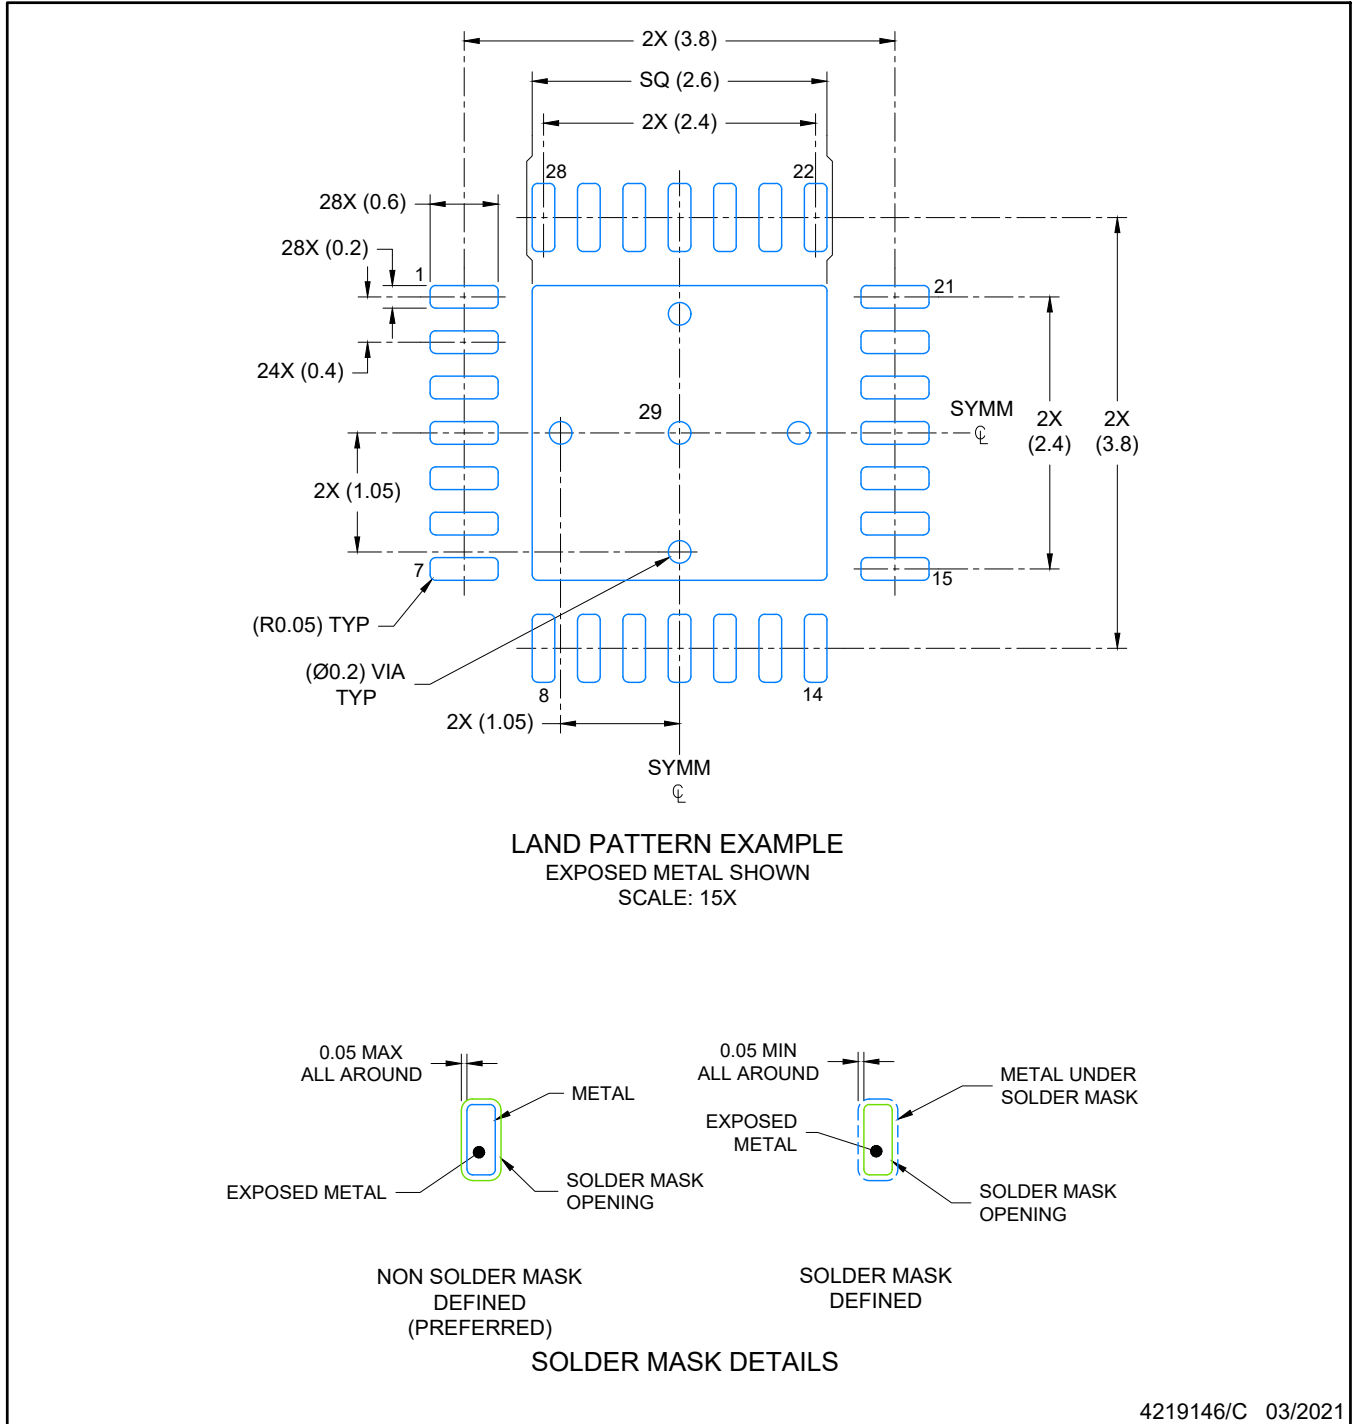 2X (3.8)
SQ (2.6)
2X (2.4)
28
22
28X (0.6)
28X (0.2)
1
21
24X (0.4)
29
SYMM
℄
2X
(2.4)
2X
(3.8)
2X (1.05)
7
15
(R0.05) TYP
(Ø0.2) VIA
TYP
8
14
2X (1.05)
SYMM
℄
LAND PATTERN EXAMPLE
EXPOSED METAL SHOWN
SCALE: 15X
0.05 MAX
ALL AROUND
METAL
EXPOSED METAL
SOLDER MASK
OPENING
NON SOLDER MASK
DEFINED
(PREFERRED)
0.05 MIN
ALL AROUND
METAL UNDER
SOLDER MASK
EXPOSED
METAL
SOLDER MASK
OPENING
SOLDER MASK
DEFINED
SOLDER MASK DETAILS
4219146/C 03/2021